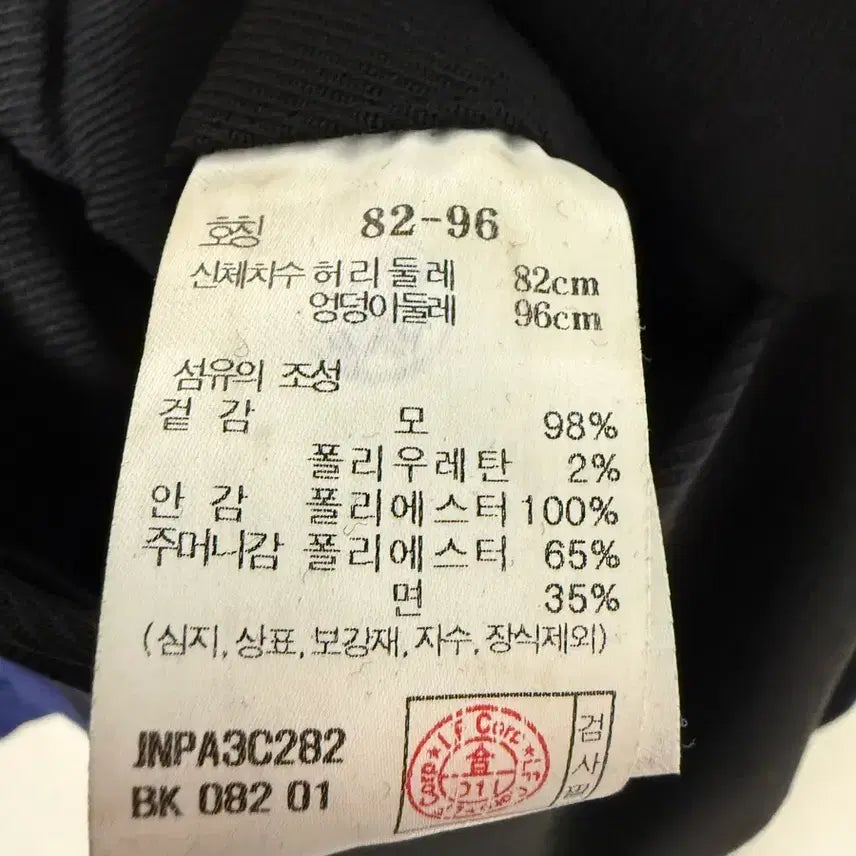 호칭 82-96
신체치수 허리둘레 82cm
엉덩이둘레 96cm
섬유의 조성
겉감 모 98%
폴리우레탄 2%
안감 폴리에스터 100%
주머니감 폴리에스터 65%
면 35%
(심지,상표,보강재,자수,장식제외)
JNPA3C282
BK 082 01
LF Corp
합
검사필